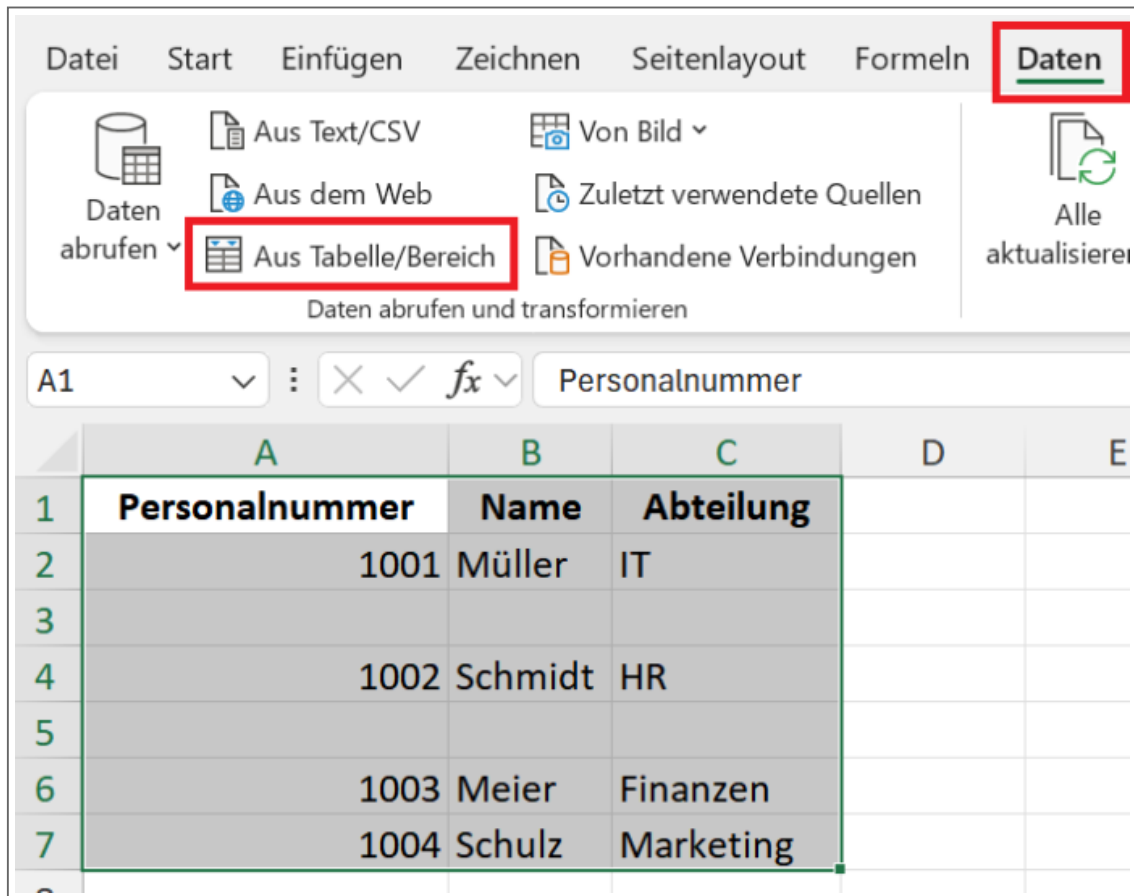 Datei Start Einfügen Zeichnen Seitenlayout Formeln Daten
Aus Text/CSV
Von Bild
Daten abrufen
Aus dem Web
Zuletzt verwendete Quellen
Alle
Aus Tabelle/Bereich
Vorhandene Verbindungen
Daten abrufen und transformieren
A1 fx Personalnummer
A B C D E
1 Personalnummer Name Abteilung
2 1001 Müller IT
3
4 1002 Schmidt HR
5
6 1003 Meier Finanzen
7 1004 Schulz Marketing